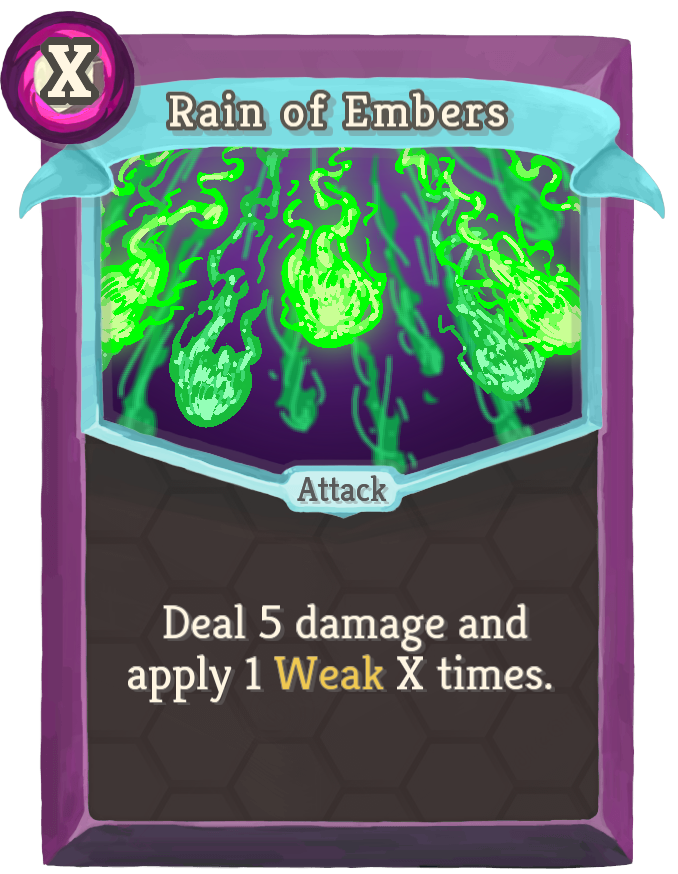 X
Rain of Embers
Attack
Deal 5 damage and
apply 1 Weak X times.